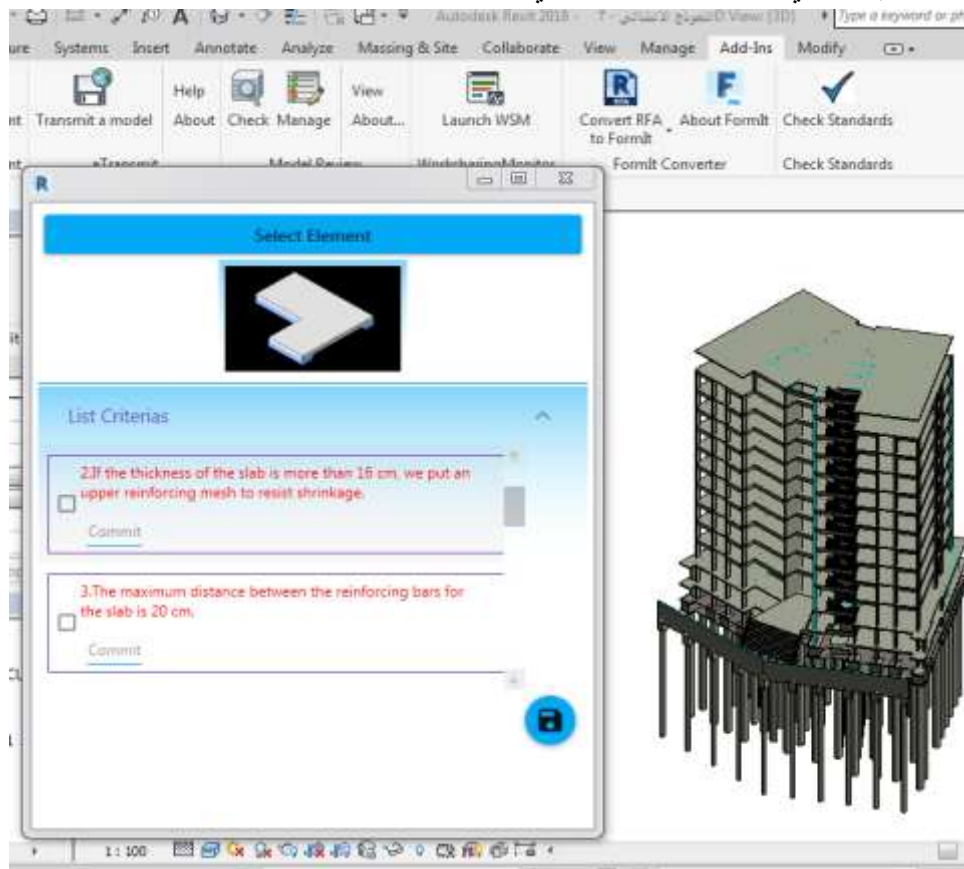 Autodesk Revit 2018 -
Type a keyword or ph
Systems Insert Annotate Analyze Massing & Site Collaborate View Manage Add-Ins Modify
Transmit a model
Help
About
Check Manage
View
About...
Launch WSM
Convert RFA
to FormIt
About FormIt
Check Standards
eTransmit
Model Review
WorksharingMonitor
FormIt Converter
Check Standards
R
Select Element
List Criterias
2.If the thickness of the slab is more than 16 cm, we put an
upper reinforcing mesh to resist shrinkage.
Commit
3.The maximum distance between the reinforcing bars for
the slab is 20 cm.
Commit
1 : 100